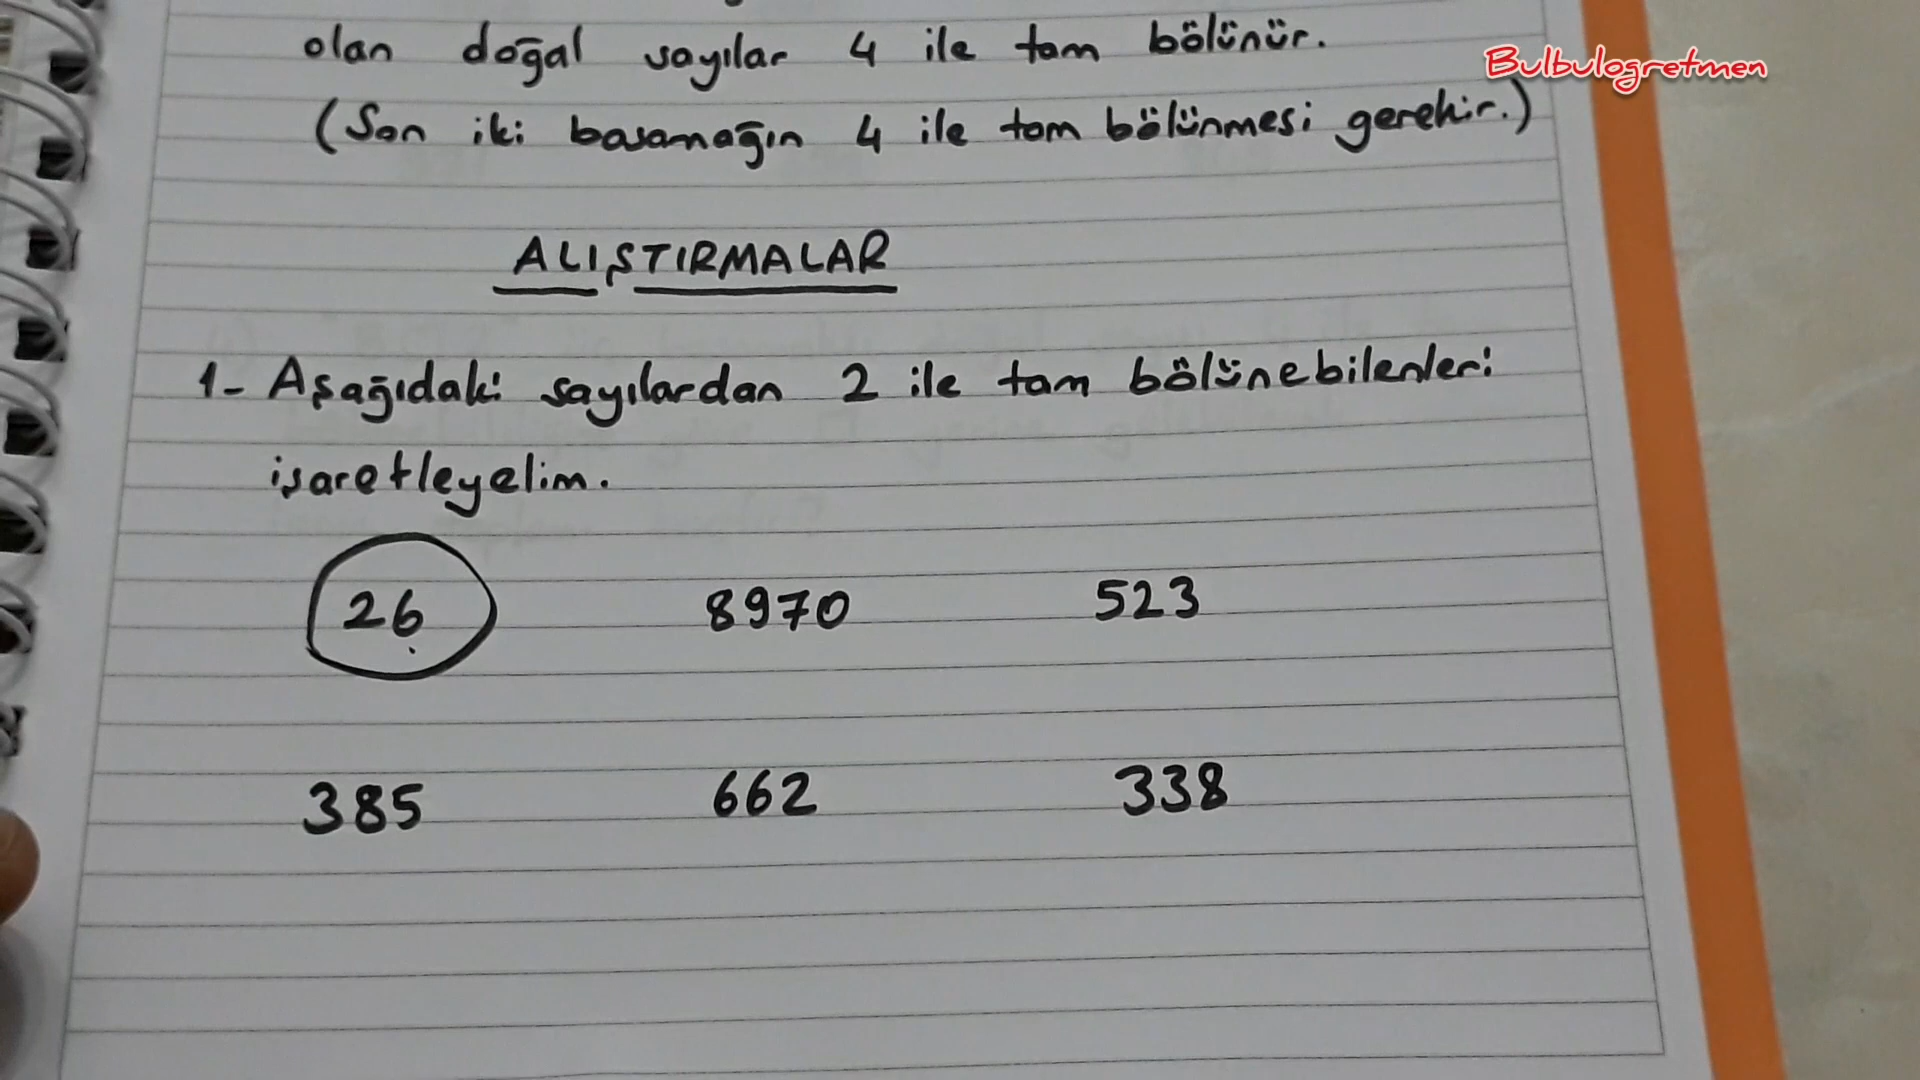 olan doğal sayılar 4 ile tam bölünür.
Bulbulogretmen
(Son iki basamağın 4 ile tam bölünmesi gerekir.)
ALIŞTIRMALAR
1- Aşağıdaki sayılardan 2 ile tam bölünebilenleri
işaretleyelim.
26 8970 523
385 662 338